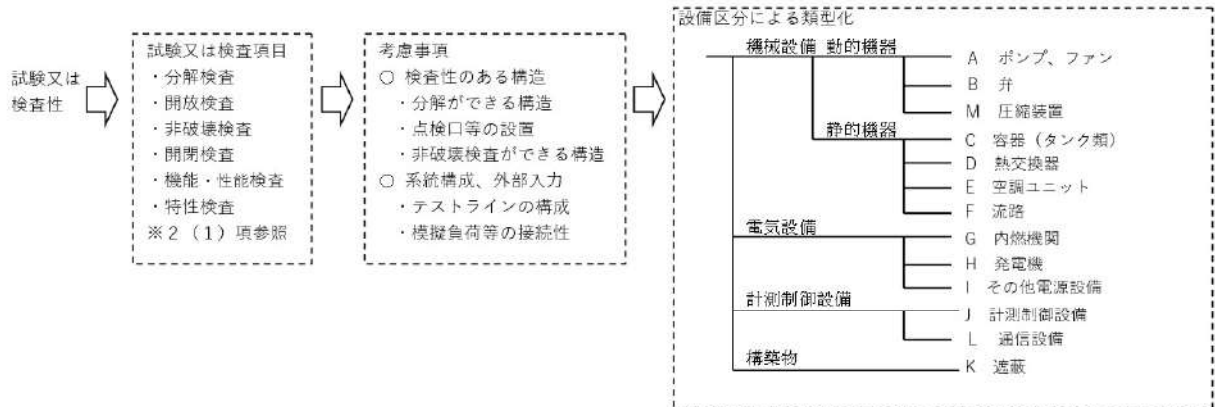 試験又は
検査性
試験又は検査項目
・分解検査
・開放検査
・非破壊検査
・開閉検査
・機能・性能検査
・特性検査
※２（１）項参照
考慮事項
○ 検査性のある構造
・分解ができる構造
・点検口等の設置
・非破壊検査ができる構造
○ 系統構成、外部入力
・テストラインの構成
・模擬負荷等の接続性
設備区分による類型化
機械設備 動的機器
A ポンプ、ファン
B 弁
M 圧縮装置
静的機器
C 容器（タンク類）
D 熱交換器
E 空調ユニット
F 流路
電気設備
G 内燃機関
H 発電機
I その他電源設備
計測制御設備
J 計測制御設備
L 通信設備
構築物
K 遮蔽